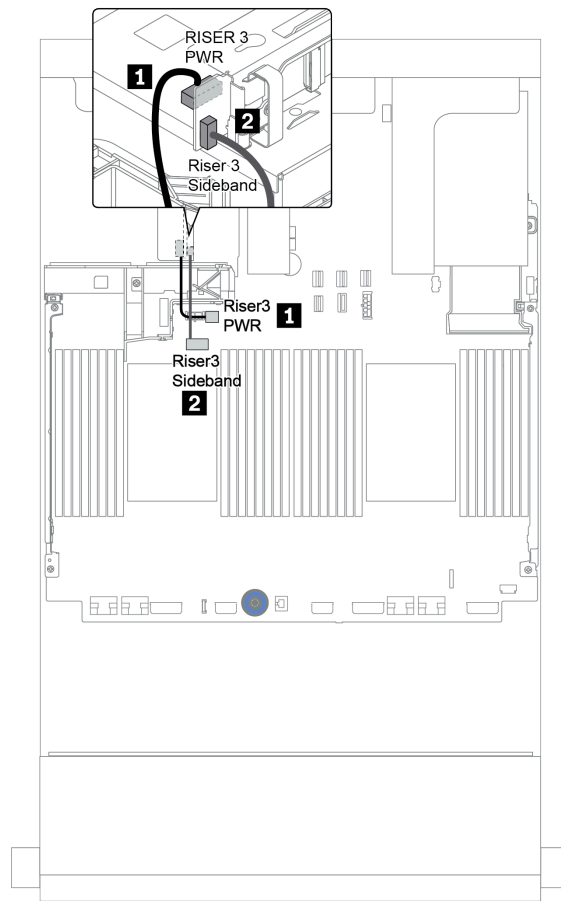 RISER 3
PWR
1
2
Riser 3
Sideband
Riser3
PWR
1
Riser3
Sideband
2